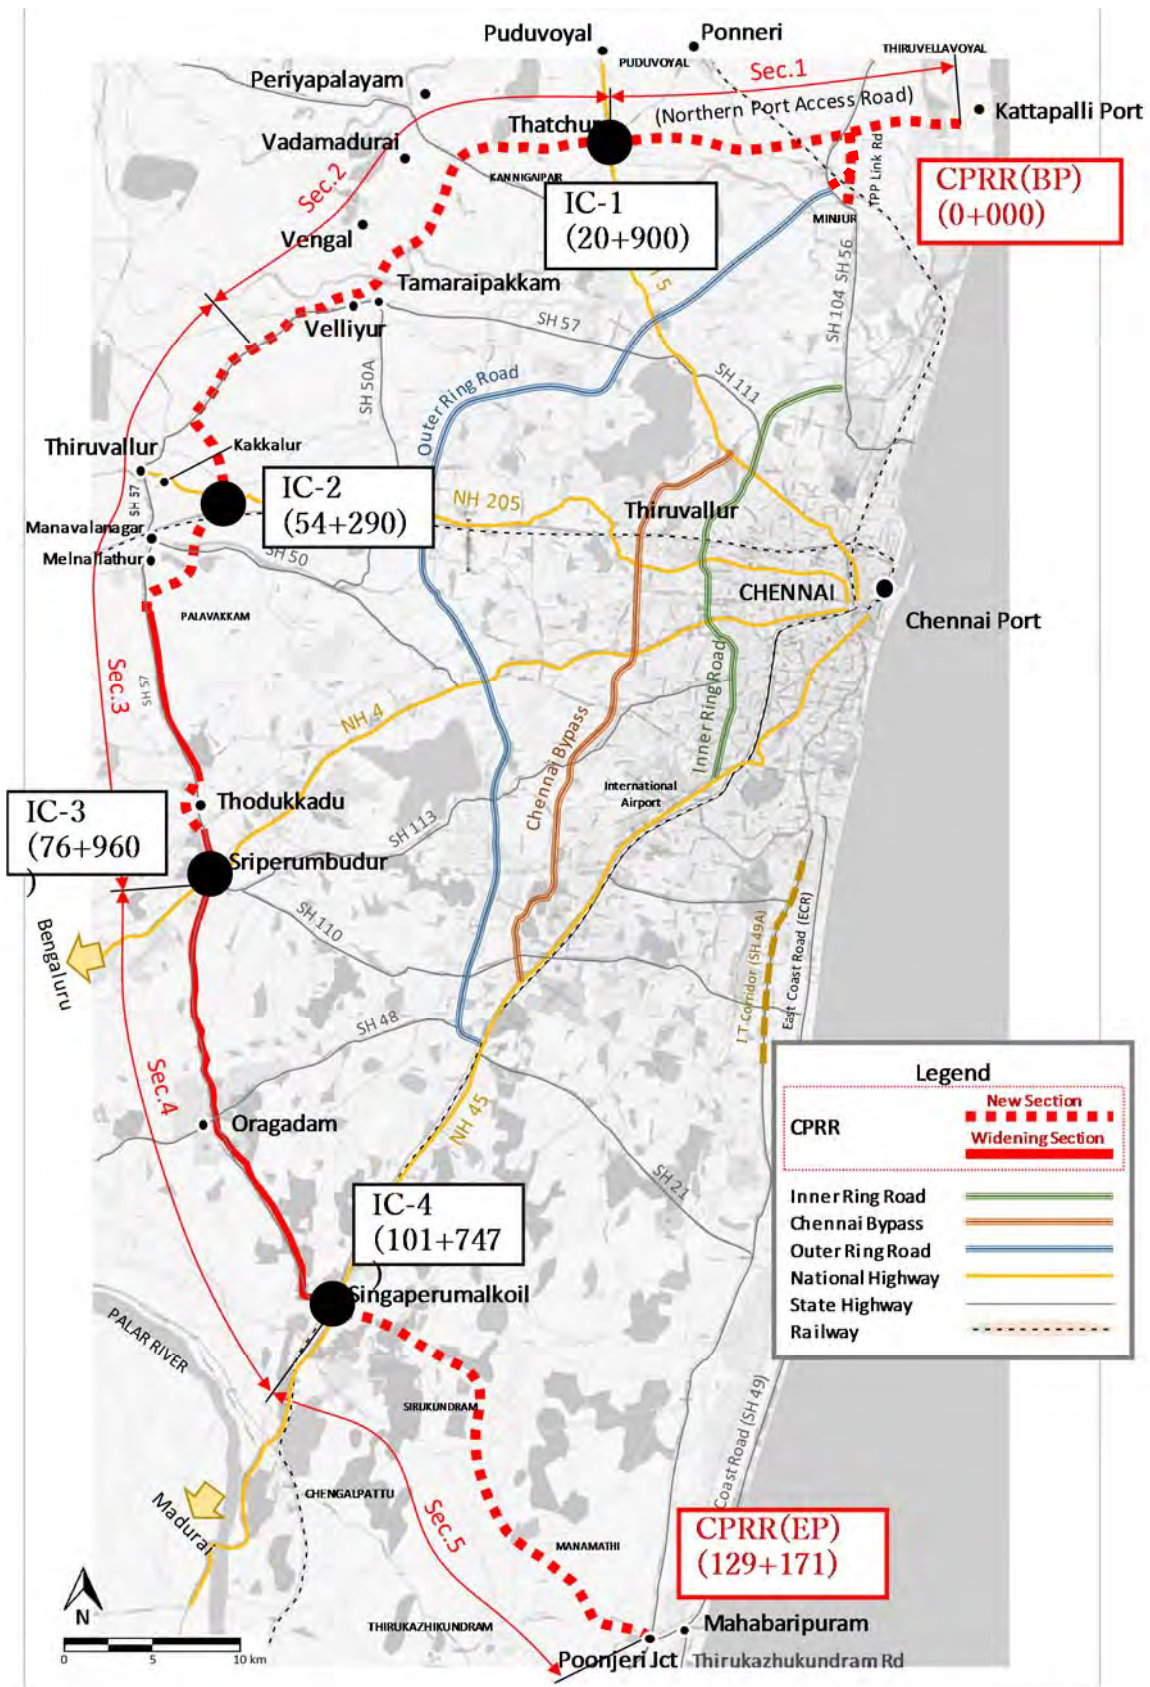 Puduvoyal
Ponneri
PUDUVOYAL
THIRUVELLAVOYAL
Sec.1
Periyapalayam
(Northern Port Access Road)
Kattapalli Port
Thatchur
Vadamadurai
KANNIGAIPAIR
TPP Link Rd
Sec.2
IC-1
(20+900)
CPRR(BP)
(0+000)
MINJUR
Vengal
SH 56
SH 104
Tamaraipakkam
5
Velliyur
SH 57
SH 50A
SH 111
Outer Ring Road
Thiruvallur
Kakkalur
SH 57
IC-2
(54+290)
NH 205
Thiruvallur
Manavalanagar
Melnallathur
SH 50
CHENNAI
PALAVAKKAM
Chennai Port
Sec.3
SH 57
NH 4
Inner Ring Road
Chennai Bypass
International
Airport
Thodukkadu
IC-3
(76+960
)
SH 113
Sriperumbudur
SH 110
Bengaluru
I T Corridor (SH 49A)
East Coast Road (ECR)
SH 48
Sec.4
Oragadam
NH 45
SH 21
Legend
New Section
CPRR
Widening Section
Inner Ring Road
Chennai Bypass
Outer Ring Road
National Highway
State Highway
Railway
IC-4
(101+747
)
Singaperumalkoil
PALAR RIVER
SIRUKUNDRAM
Coast Road (SH 49)
CHENGALPATTU
Madurai
Sec.5
MANAMATHI
CPRR(EP)
(129+171)
N
THIRUKAZHIKUNDRAM
Mahabaripuram
Poonjeri Jct
Thirukazhukundram Rd
0 5 10 km